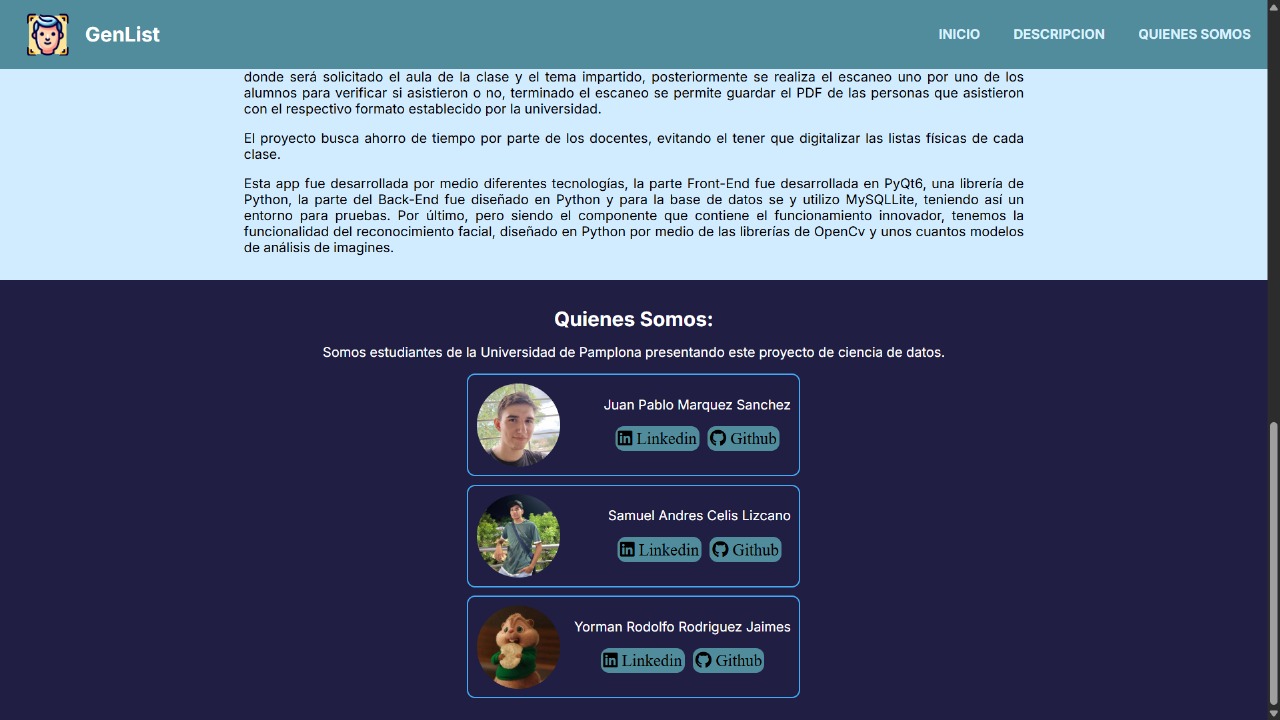 GenList
INICIO DESCRIPCION QUIENES SOMOS
donde será solicitado el aula de la clase y el tema impartido, posteriormente se realiza el escaneo uno por uno de los
alumnos para verificar si asistieron o no, terminado el escaneo se permite guardar el PDF de las personas que asistieron
con el respectivo formato establecido por la universidad.
El proyecto busca ahorro de tiempo por parte de los docentes, evitando el tener que digitalizar las listas físicas de cada
clase.
Esta app fue desarrollada por medio diferentes tecnologías, la parte Front-End fue desarrollada en PyQt6, una librería de
Python, la parte del Back-End fue diseñado en Python y para la base de datos se y utilizo MySQLLite, teniendo así un
entorno para pruebas. Por último, pero siendo el componente que contiene el funcionamiento innovador, tenemos la
funcionalidad del reconocimiento facial, diseñado en Python por medio de las librerías de OpenCv y unos cuantos modelos
de análisis de imagines.
Quienes Somos:
Somos estudiantes de la Universidad de Pamplona presentando este proyecto de ciencia de datos.
Juan Pablo Marquez Sanchez
Linkedin Github
Samuel Andres Celis Lizcano
Linkedin Github
Yorman Rodolfo Rodriguez Jaimes
Linkedin Github